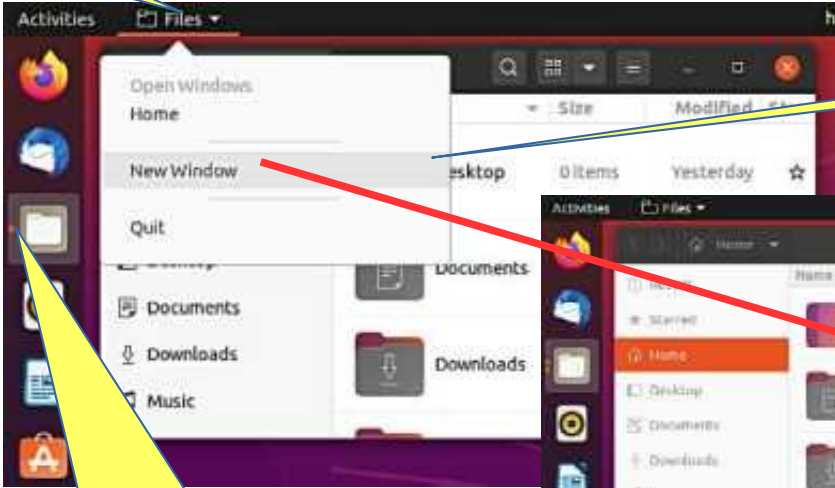 Activities Files
Open Windows
Home
Size Modified
New Window
esktop 0 items Yesterday
Quit
Documents
Documents
Downloads
Downloads
Music
Activities Files
Home
Name
Starred
Home
Desktop
Documents
Downloads